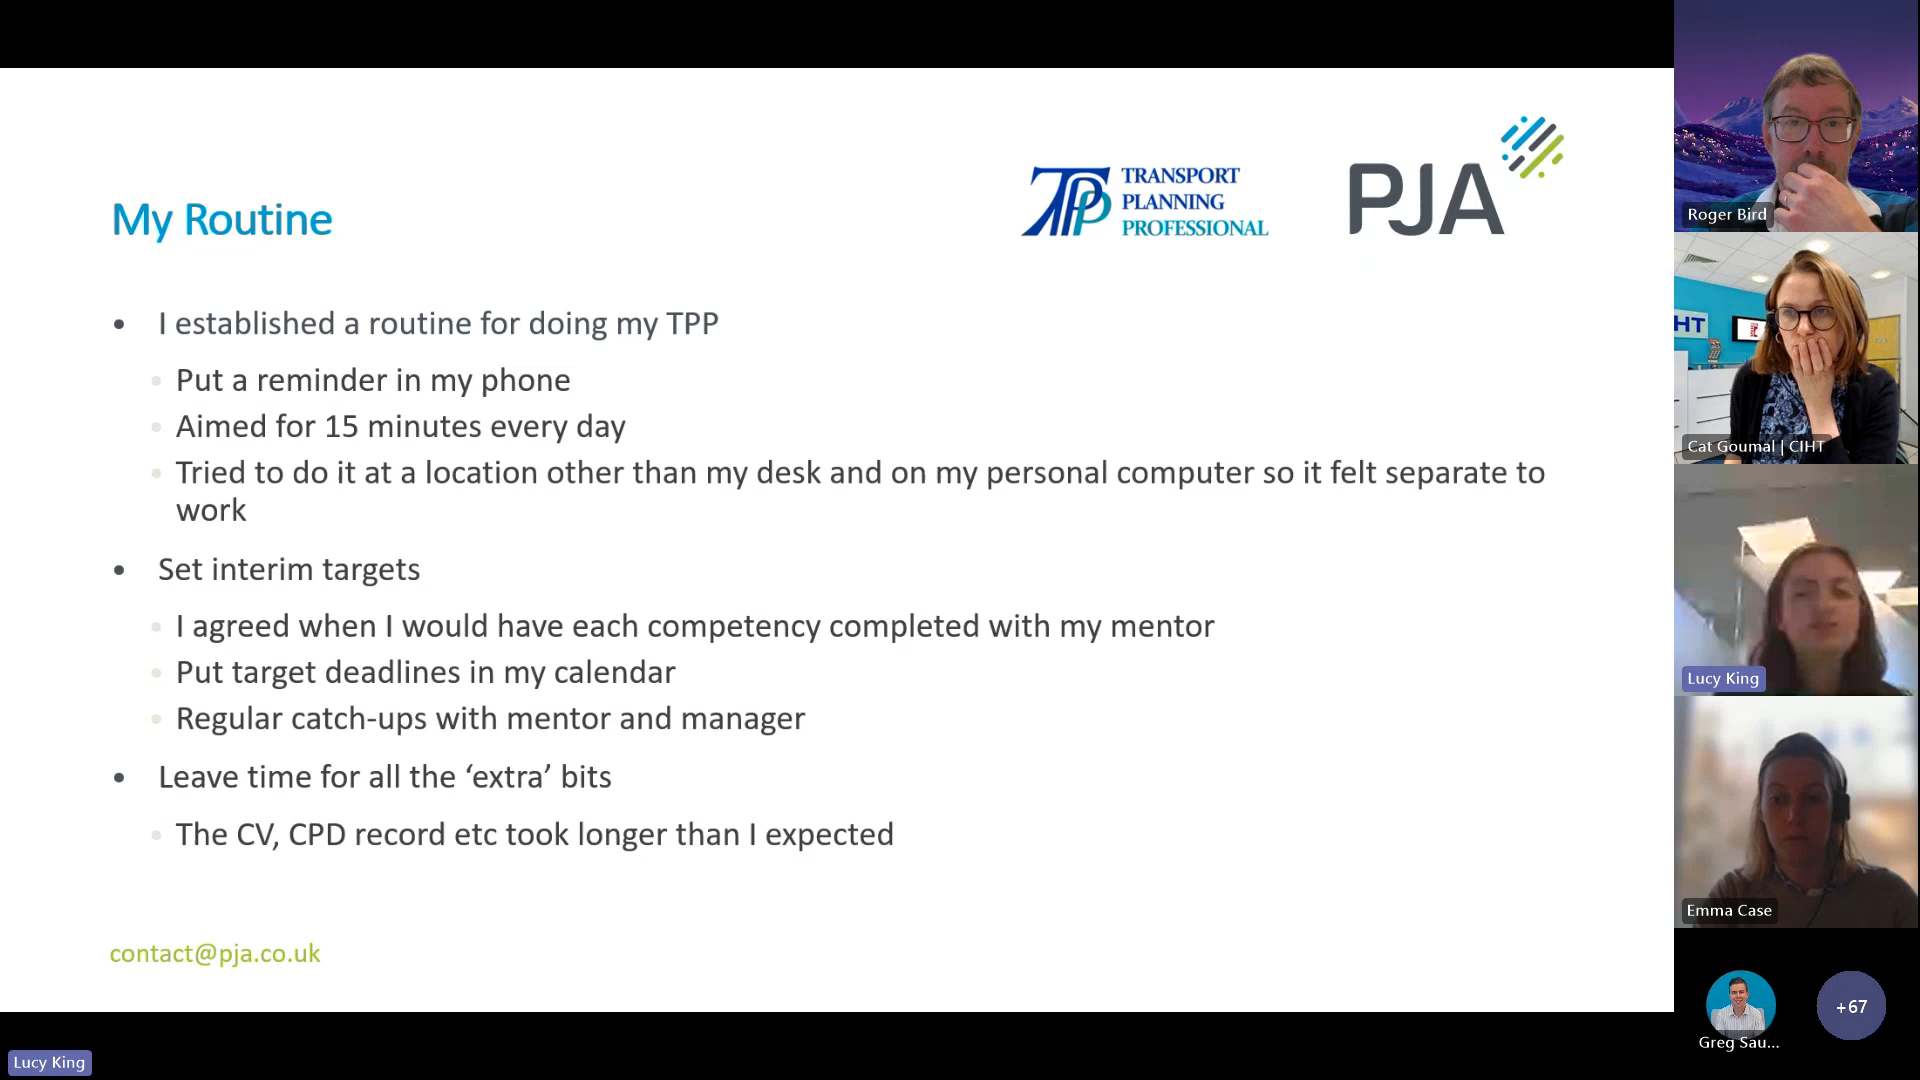 TPP
TRANSPORT
PLANNING
PROFESSIONAL
PJA
My Routine
• I established a routine for doing my TPP
• Put a reminder in my phone
• Aimed for 15 minutes every day
• Tried to do it at a location other than my desk and on my personal computer so it felt separate to
work
• Set interim targets
• I agreed when I would have each competency completed with my mentor
• Put target deadlines in my calendar
• Regular catch-ups with mentor and manager
• Leave time for all the ‘extra’ bits
• The CV, CPD record etc took longer than I expected
contact@pja.co.uk
Lucy King
Roger Bird
HT
Cat Goumal | CIHT
Lucy King
Emma Case
Greg Sau...
+67